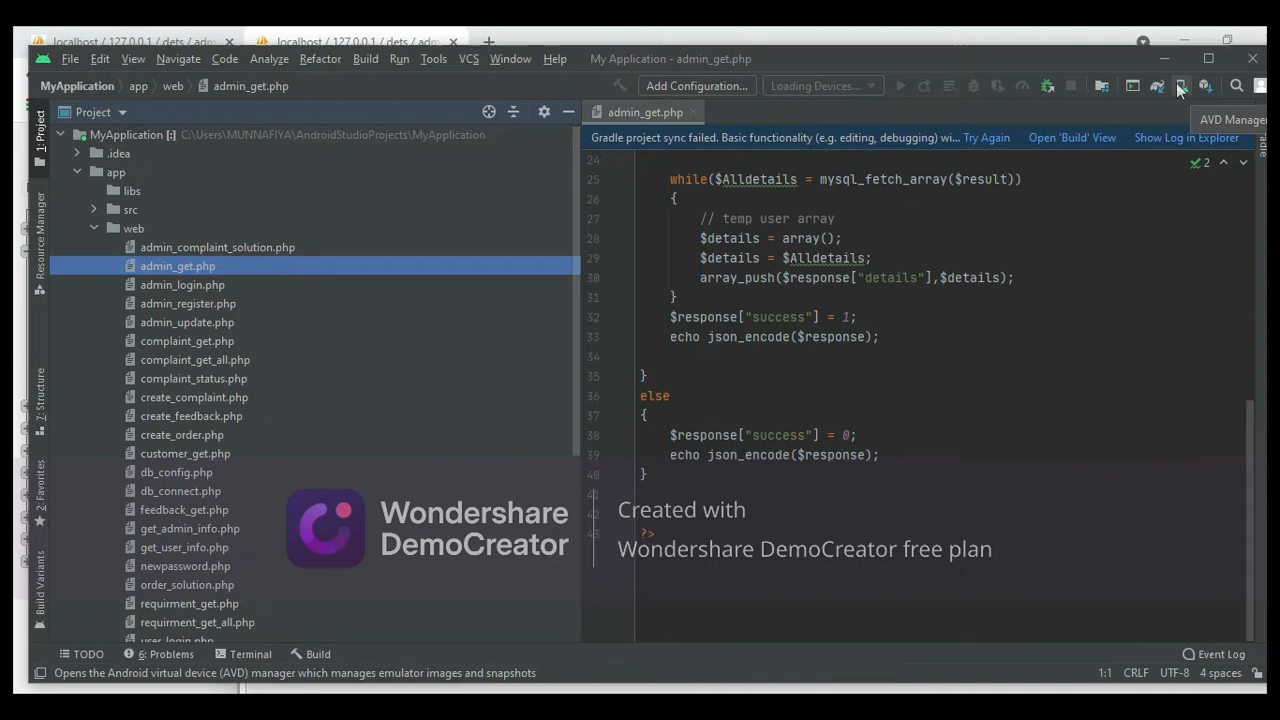 localhost / 127.0.0.1 / dets / adm
localhost / 127.0.0.1 / dets / adm
File Edit View Navigate Code Analyze Refactor Build Run Tools VCS Window Help My Application - admin_get.php
MyApplication app web admin_get.php Add Configuration... Loading Devices...
Project admin_get.php AVD Manager
MyApplication [:] C:\Users\MUNNAFIYA\AndroidStudioProjects\MyApplication
Gradle project sync failed. Basic functionality (e.g. editing, debugging) wi... Try Again Open 'Build' View Show Log in Explorer
.idea
app
libs
src
web
admin_complaint_solution.php
admin_get.php
admin_login.php
admin_register.php
admin_update.php
complaint_get.php
complaint_get_all.php
complaint_status.php
create_complaint.php
create_feedback.php
create_order.php
customer_get.php
db_config.php
db_connect.php
feedback_get.php
get_admin_info.php
get_user_info.php
newpassword.php
order_solution.php
requirment_get.php
requirment_get_all.php
user_login.php
1: Project
Resource Manager
7: Structure
2: Favorites
Build Variants
2
24
25 while($Alldetails = mysql_fetch_array($result))
26 {
27 // temp user array
28 $details = array();
29 $details = $Alldetails;
30 array_push($response["details"],$details);
31 }
32 $response["success"] = 1;
33 echo json_encode($response);
34
35 }
36 else
37 {
38 $response["success"] = 0;
39 echo json_encode($response);
40 }
41
42
43 ?>
Wondershare
DemoCreator
Created with
Wondershare DemoCreator free plan
TODO 6: Problems Terminal Build Event Log
Opens the Android virtual device (AVD) manager which manages emulator images and snapshots 1:1 CRLF UTF-8 4 spaces